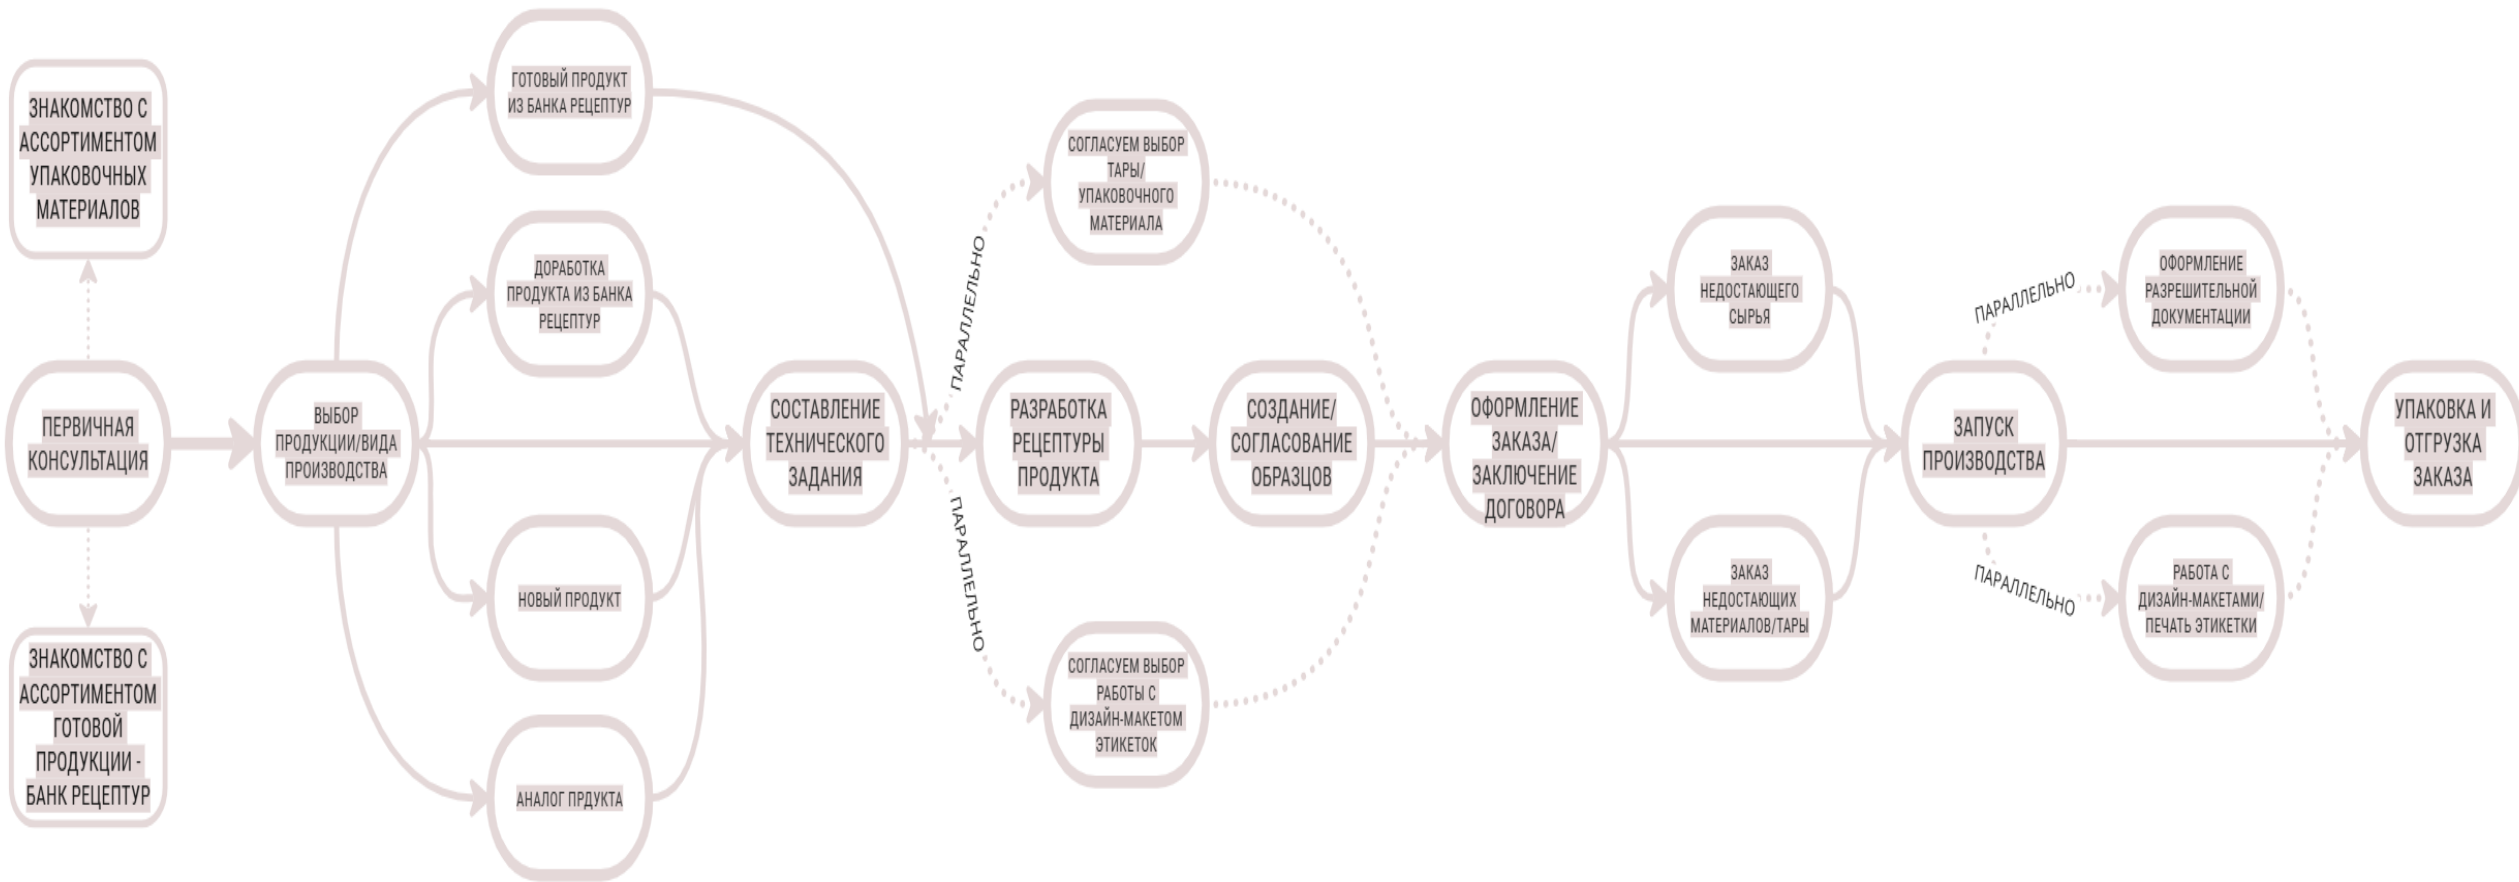 ЗНАКОМСТВО С
АССОРТИМЕНТОМ
УПАКОВОЧНЫХ
МАТЕРИАЛОВ
ПЕРВИЧНАЯ
КОНСУЛЬТАЦИЯ
ЗНАКОМСТВО С
АССОРТИМЕНТОМ
ГОТОВОЙ
ПРОДУКЦИИ -
БАНК РЕЦЕПТУР
ВЫБОР
ПРОДУКЦИИ/ВИДА
ПРОИЗВОДСТВА
ГОТОВЫЙ ПРОДУКТ
ИЗ БАНКА РЕЦЕПТУР
ДОРАБОТКА
ПРОДУКТА ИЗ БАНКА
РЕЦЕПТУР
НОВЫЙ ПРОДУКТ
АНАЛОГ ПРДУКТА
СОСТАВЛЕНИЕ
ТЕХНИЧЕСКОГО
ЗАДАНИЯ
ПАРАЛЛЕЛЬНО
ПАРАЛЛЕЛЬНО
СОГЛАСУЕМ ВЫБОР
ТАРЫ/
УПАКОВОЧНОГО
МАТЕРИАЛА
РАЗРАБОТКА
РЕЦЕПТУРЫ
ПРОДУКТА
СОГЛАСУЕМ ВЫБОР
РАБОТЫ С
ДИЗАЙН-МАКЕТОМ
ЭТИКЕТОК
СОЗДАНИЕ/
СОГЛАСОВАНИЕ
ОБРАЗЦОВ
ОФОРМЛЕНИЕ
ЗАКАЗА/
ЗАКЛЮЧЕНИЕ
ДОГОВОРА
ЗАКАЗ
НЕДОСТАЮЩЕГО
СЫРЬЯ
ЗАКАЗ
НЕДОСТАЮЩИХ
МАТЕРИАЛОВ/ТАРЫ
ЗАПУСК
ПРОИЗВОДСТВА
ПАРАЛЛЕЛЬНО
ПАРАЛЛЕЛЬНО
ОФОРМЛЕНИЕ
РАЗРЕШИТЕЛЬНОЙ
ДОКУМЕНТАЦИИ
РАБОТА С
ДИЗАЙН-МАКЕТАМИ/
ПЕЧАТЬ ЭТИКЕТКИ
УПАКОВКА И
ОТГРУЗКА
ЗАКАЗА